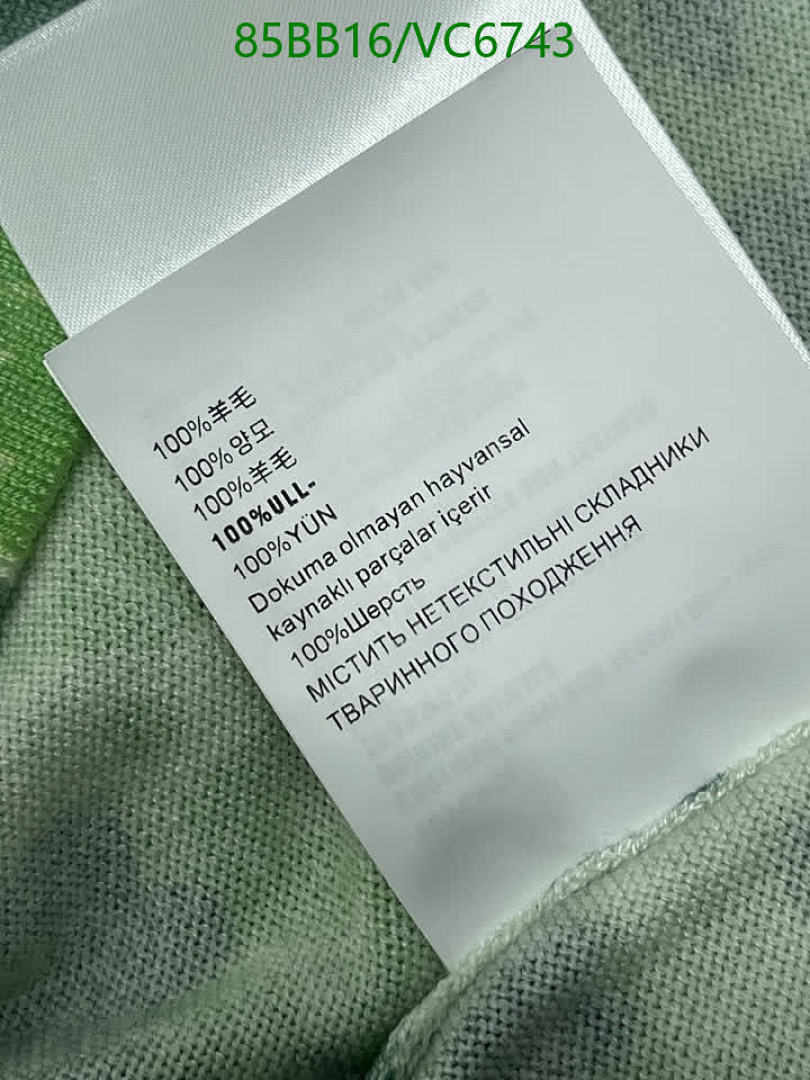 85BB16/VC6743
100%羊毛
100%양모
100%羊毛
100%ULL-
100%YÜN
Dokuma olmayan hayvansal
kaynaklı parçalar içerir
100%Шерсть
МІСТИТЬ НЕТЕКСТИЛЬНІ СКЛАДНИКИ
ТВАРИННОГО ПОХОДЖЕННЯ